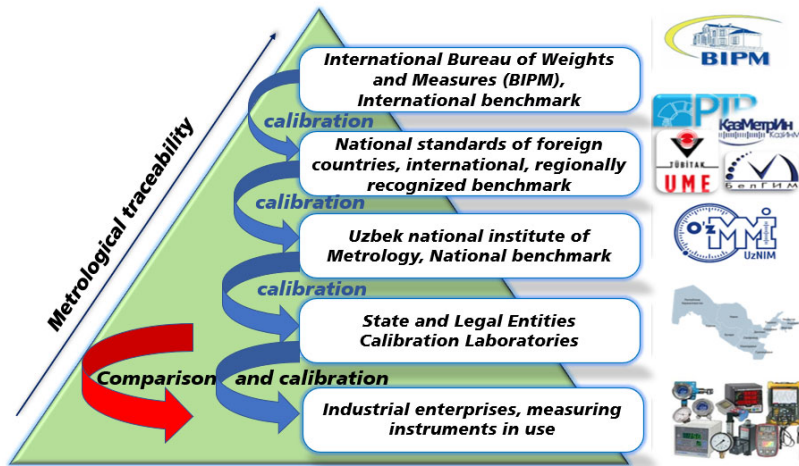 International Bureau of Weights
and Measures (BIPM),
International benchmark
BIPM
calibration
PTB
КазМетрИн
КазИнМ
National standards of foreign
countries, international, regionally
recognized benchmark
TÜBİTAK
UME
БелГИМ
calibration
Uzbek national institute of
Metrology, National benchmark
O'z
MMI
UzNIM
calibration
State and Legal Entities
Calibration Laboratories
Comparison and calibration
Industrial enterprises, measuring
instruments in use
Metrological traceability